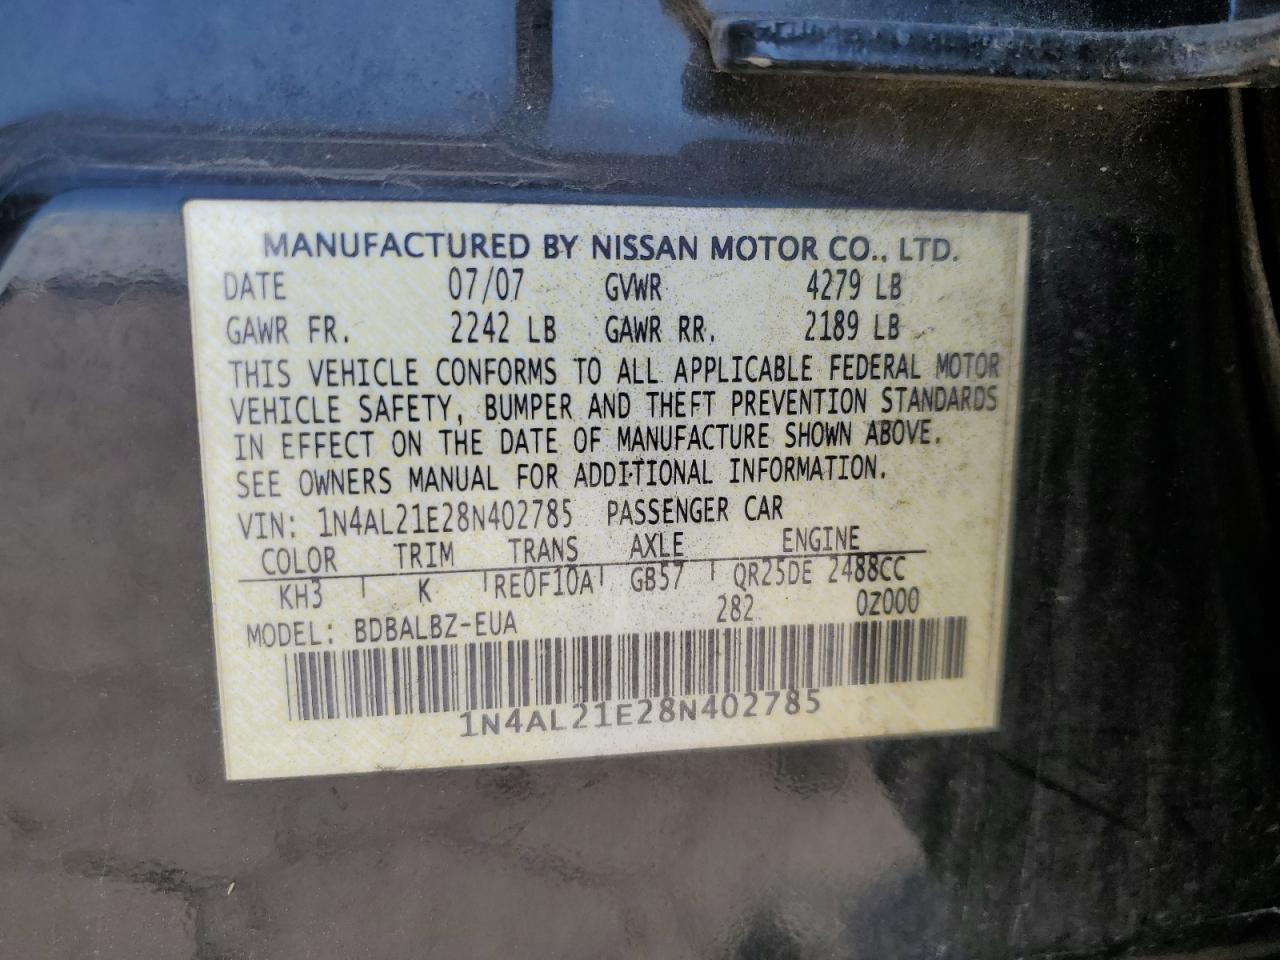 MANUFACTURED BY NISSAN MOTOR CO., LTD.
DATE 07/07 GVWR 4279 LB
GAWR FR. 2242 LB GAWR RR. 2189 LB
THIS VEHICLE CONFORMS TO ALL APPLICABLE FEDERAL MOTOR
VEHICLE SAFETY, BUMPER AND THEFT PREVENTION STANDARDS
IN EFFECT ON THE DATE OF MANUFACTURE SHOWN ABOVE.
SEE OWNERS MANUAL FOR ADDITIONAL INFORMATION.
VIN: 1N4AL21E28N402785 PASSENGER CAR
COLOR TRIM TRANS AXLE ENGINE
KH3 K RE0F10A GB57 QR25DE 2488CC
MODEL: BDBALBZ-EUA 282 0Z000
1N4AL21E28N402785